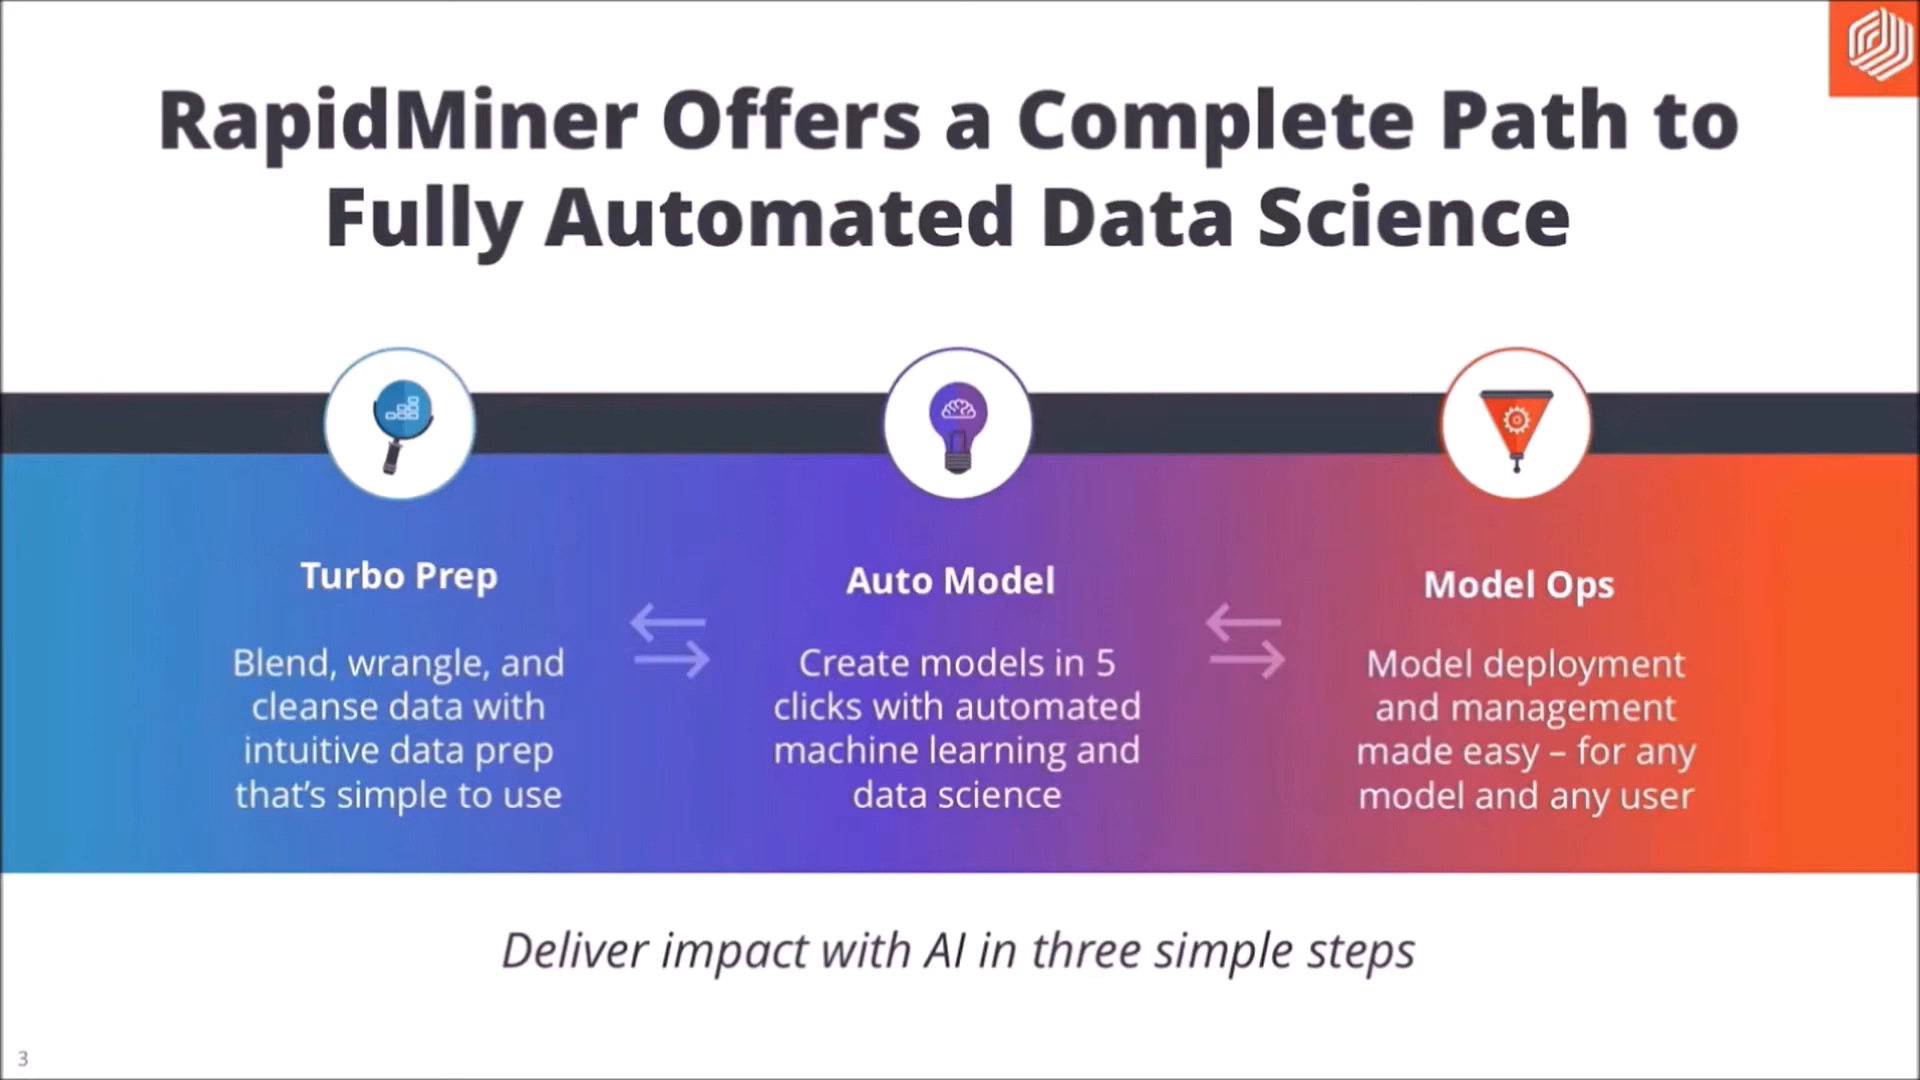 RapidMiner Offers a Complete Path to
Fully Automated Data Science
Turbo Prep
Blend, wrangle, and
cleanse data with
intuitive data prep
that’s simple to use
Auto Model
Create models in 5
clicks with automated
machine learning and
data science
Model Ops
Model deployment
and management
made easy – for any
model and any user
Deliver impact with AI in three simple steps
3